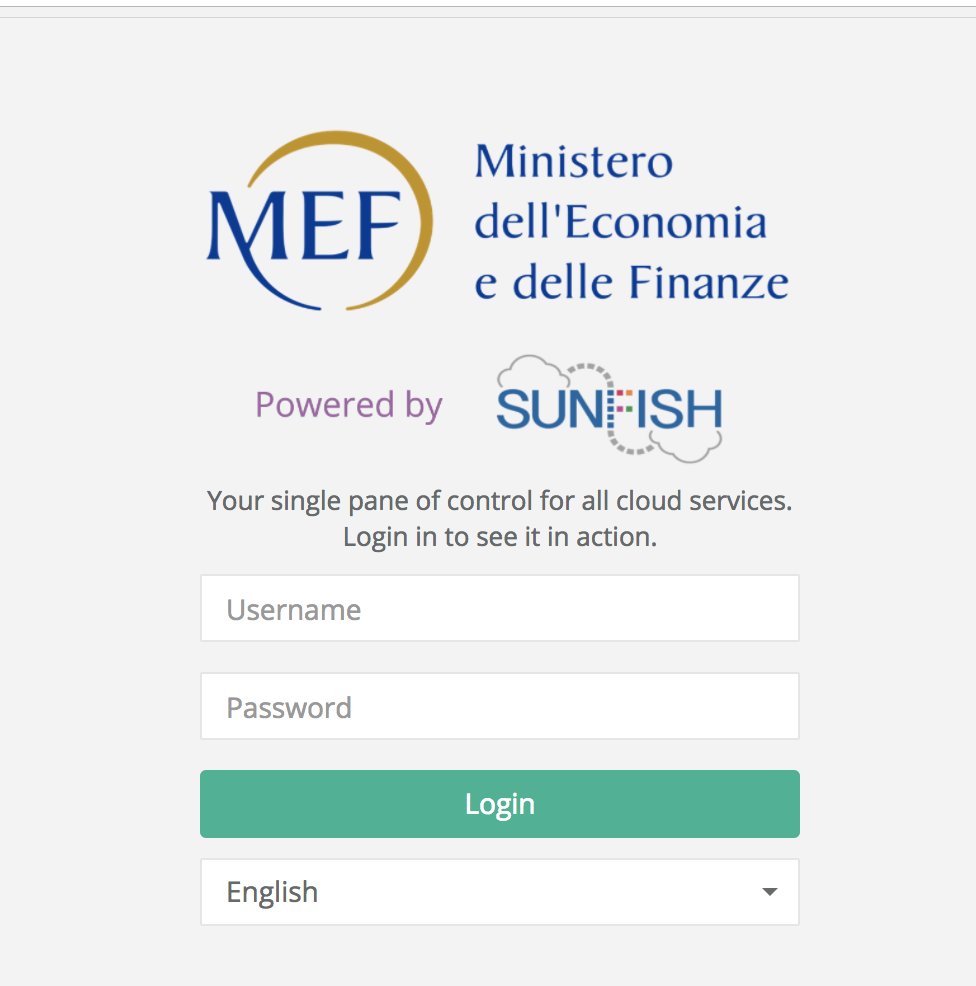 MEF
Ministero
dell'Economia
e delle Finanze
Powered by
SUNFISH
Your single pane of control for all cloud services.
Login in to see it in action.
Username
Password
Login
English